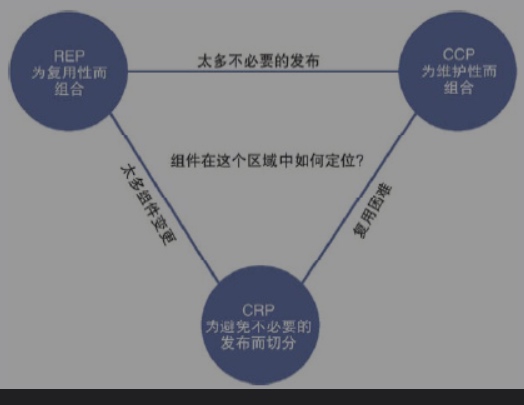 REP
为复用性而
组合
CCP
为维护性而
组合
太多不必要的发布
组件在这个区域中如何定位?
太多组件变更
复用困难
CRP
为避免不必要的
发布而切分